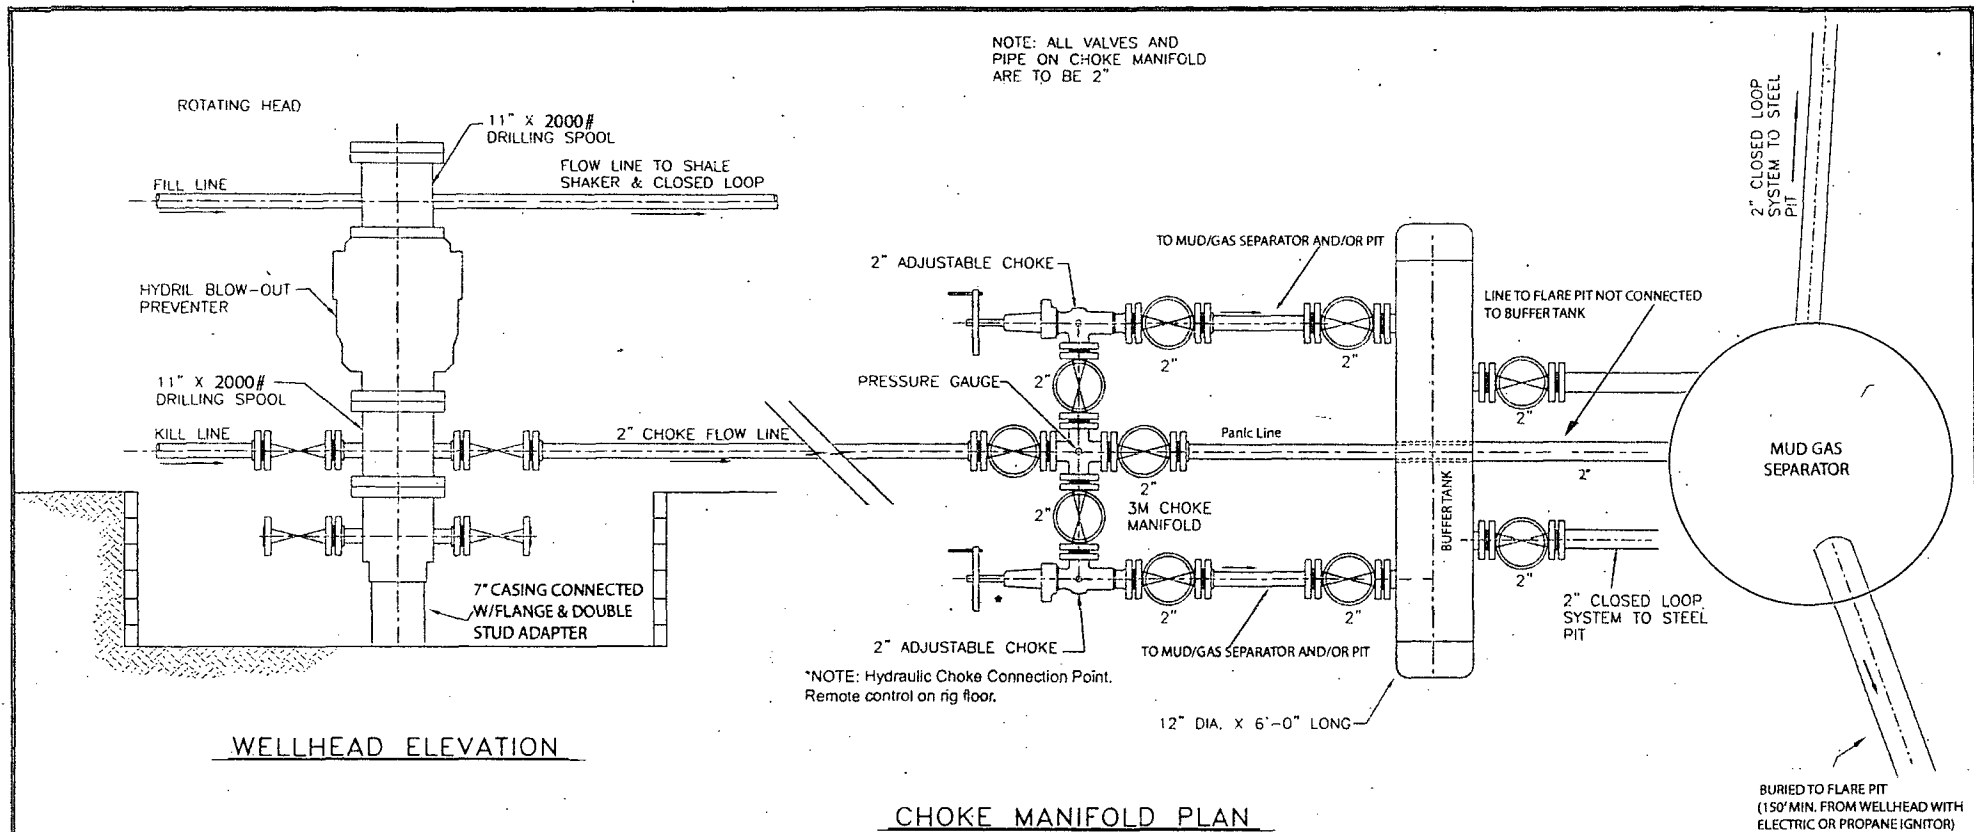 NOTE: ALL VALVES AND
PIPE ON CHOKE MANIFOLD
ARE TO BE 2"
ROTATING HEAD
11" X 2000#
DRILLING SPOOL
FLOW LINE TO SHALE
SHAKER & CLOSED LOOP
FILL LINE
HYDRIL BLOW-OUT
PREVENTER
11" X 2000#
DRILLING SPOOL
KILL LINE
2" CHOKE FLOW LINE
7" CASING CONNECTED
W/FLANGE & DOUBLE
STUD ADAPTER
WELLHEAD ELEVATION
2" ADJUSTABLE CHOKE
TO MUD/GAS SEPARATOR AND/OR PIT
2"
2"
2"
PRESSURE GAUGE
2"
2"
Panic Line
2"
3M CHOKE
MANIFOLD
2"
2"
2"
*
2" ADJUSTABLE CHOKE
TO MUD/GAS SEPARATOR AND/OR PIT
*NOTE: Hydraulic Choke Connection Point.
Remote control on rig floor.
BUFFER TANK
12" DIA. X 6'-0" LONG
LINE TO FLARE PIT NOT CONNECTED
TO BUFFER TANK
2"
2"
2"
2" CLOSED LOOP
SYSTEM TO STEEL
PIT
2" CLOSED LOOP
SYSTEM TO STEEL
PIT
MUD GAS
SEPARATOR
BURIED TO FLARE PIT
(150' MIN. FROM WELLHEAD WITH
ELECTRIC OR PROPANE IGNITOR)
CHOKE MANIFOLD PLAN